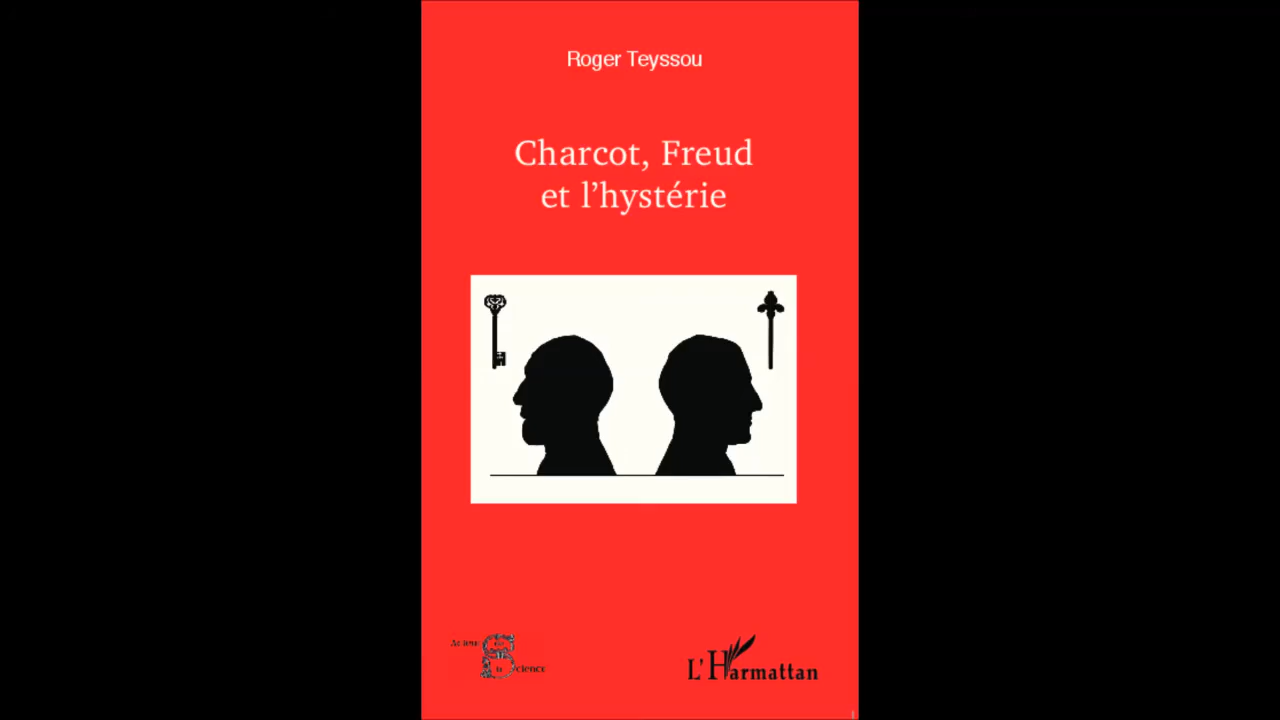 Roger Teyssou
Charcot, Freud
et l’hystérie
L'Harmattan